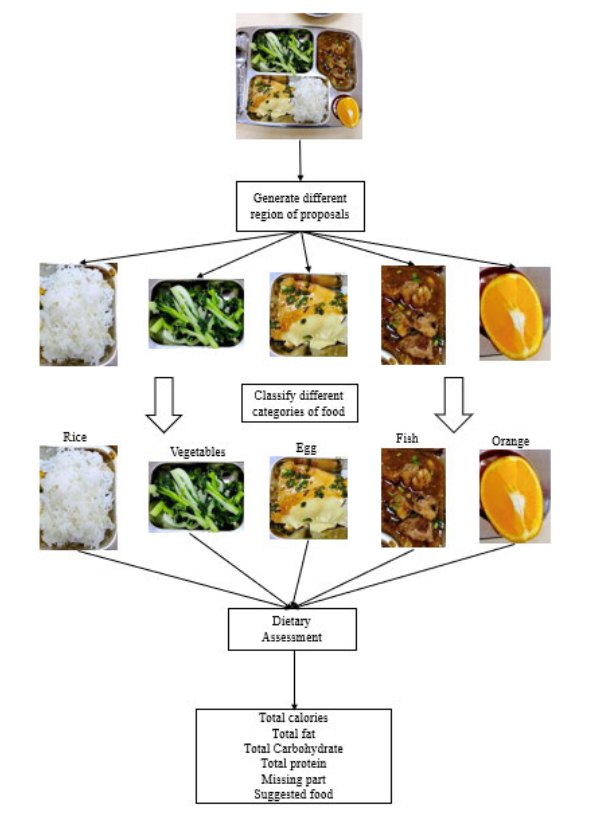 Generate different
region of proposals
Classify different
categories of food
Rice
Vegetables
Egg
Fish
Orange
Dietary
Assessment
Total calories
Total fat
Total Carbohydrate
Total protein
Missing part
Suggested food